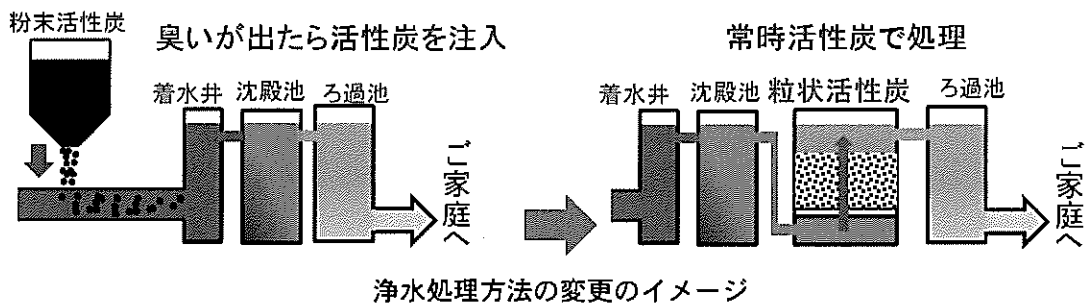 粉末活性炭
臭いが出たら活性炭を注入
着水井
沈殿池
ろ過池
ご家庭へ
常時活性炭で処理
着水井
沈殿池
粒状活性炭
ろ過池
ご家庭へ
浄水処理方法の変更のイメージ